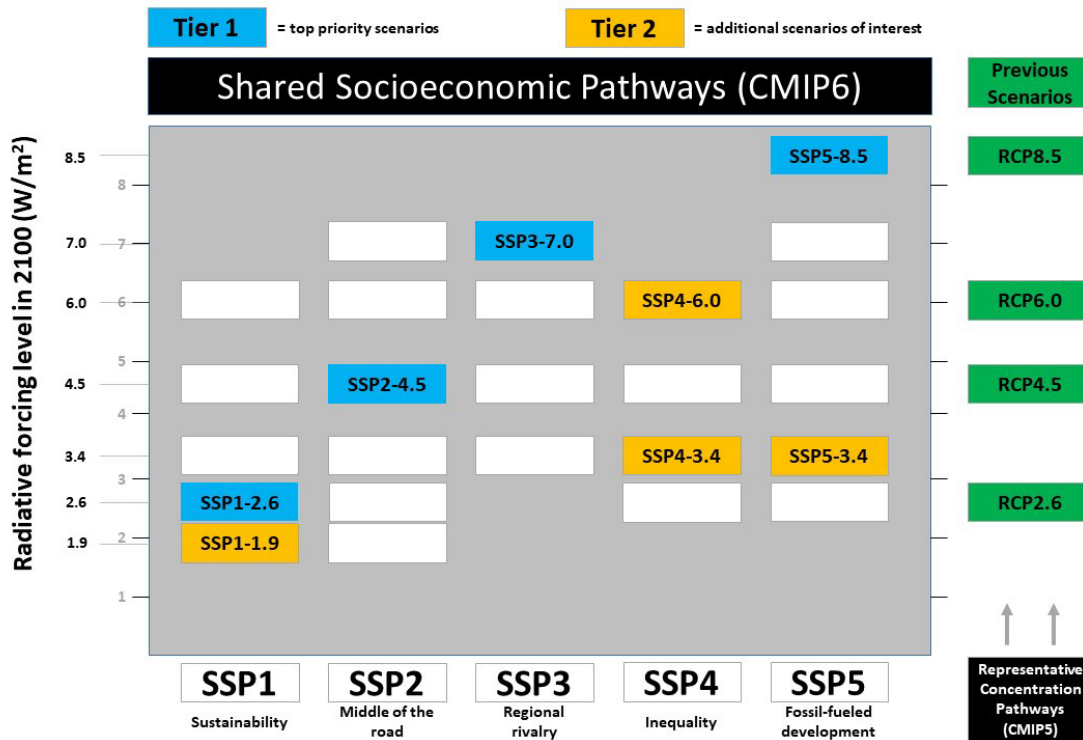 Tier 1 = top priority scenarios Tier 2 = additional scenarios of interest
Shared Socioeconomic Pathways (CMIP6)
Previous
Scenarios
Radiative forcing level in 2100 (W/m²)
8.5 SSP5-8.5 RCP8.5
8
7.0 7 SSP3-7.0
6.0 6 SSP4-6.0 RCP6.0
5
4.5 SSP2-4.5 RCP4.5
4
3.4 SSP4-3.4 SSP5-3.4
3
2.6 SSP1-2.6 RCP2.6
1.9 2 SSP1-1.9
1
SSP1 SSP2 SSP3 SSP4 SSP5
Sustainability
Middle of the
road
Regional
rivalry
Inequality
Fossil-fueled
development
Representative
Concentration
Pathways
(CMIP5)